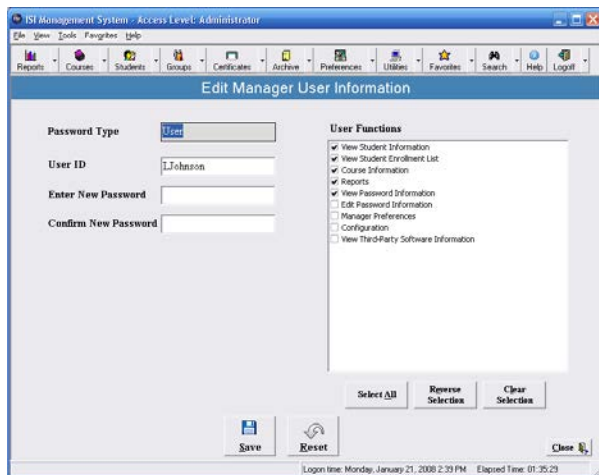 ISI Management System - Access Level: Administrator
File View Tools Favorites Help
Reports Courses Students Groups Certificates Archive Preferences Utilities Favorites Search Help Logoff
Edit Manager User Information
Password Type User
User ID LJohnson
Enter New Password
Confirm New Password
User Functions
View Student Information
View Student Enrollment List
Course Information
Reports
View Password Information
Edit Password Information
Manager Preferences
Configuration
View Third-Party Software Information
Select All
Reverse Selection
Clear Selection
Save
Reset
Close
Logon time: Monday, January 21, 2008 2:39 PM Elapsed Time: 01:35:29